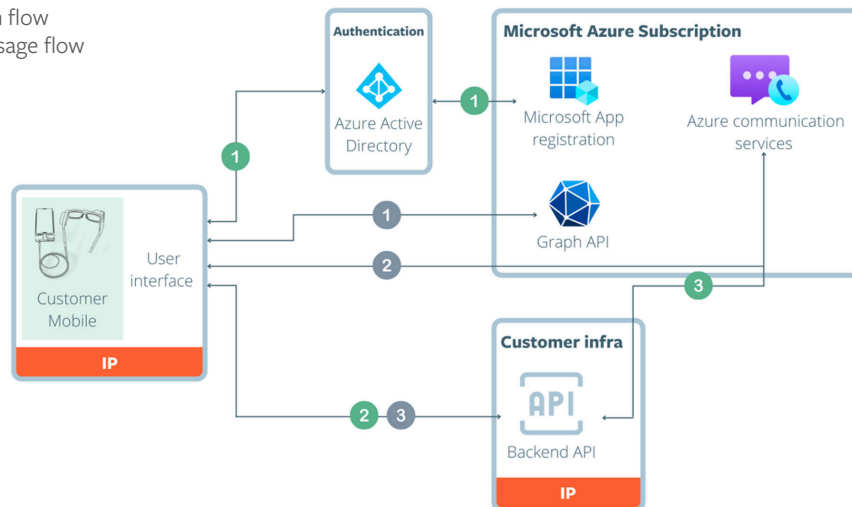 flow
sage flow
Authentication
Azure Active
Directory
Microsoft Azure Subscription
Microsoft App
registration
Azure communication
services
Graph API
1
1
1
2
3
Customer
Mobile
User
interface
IP
Customer infra
API
Backend API
IP
2
3